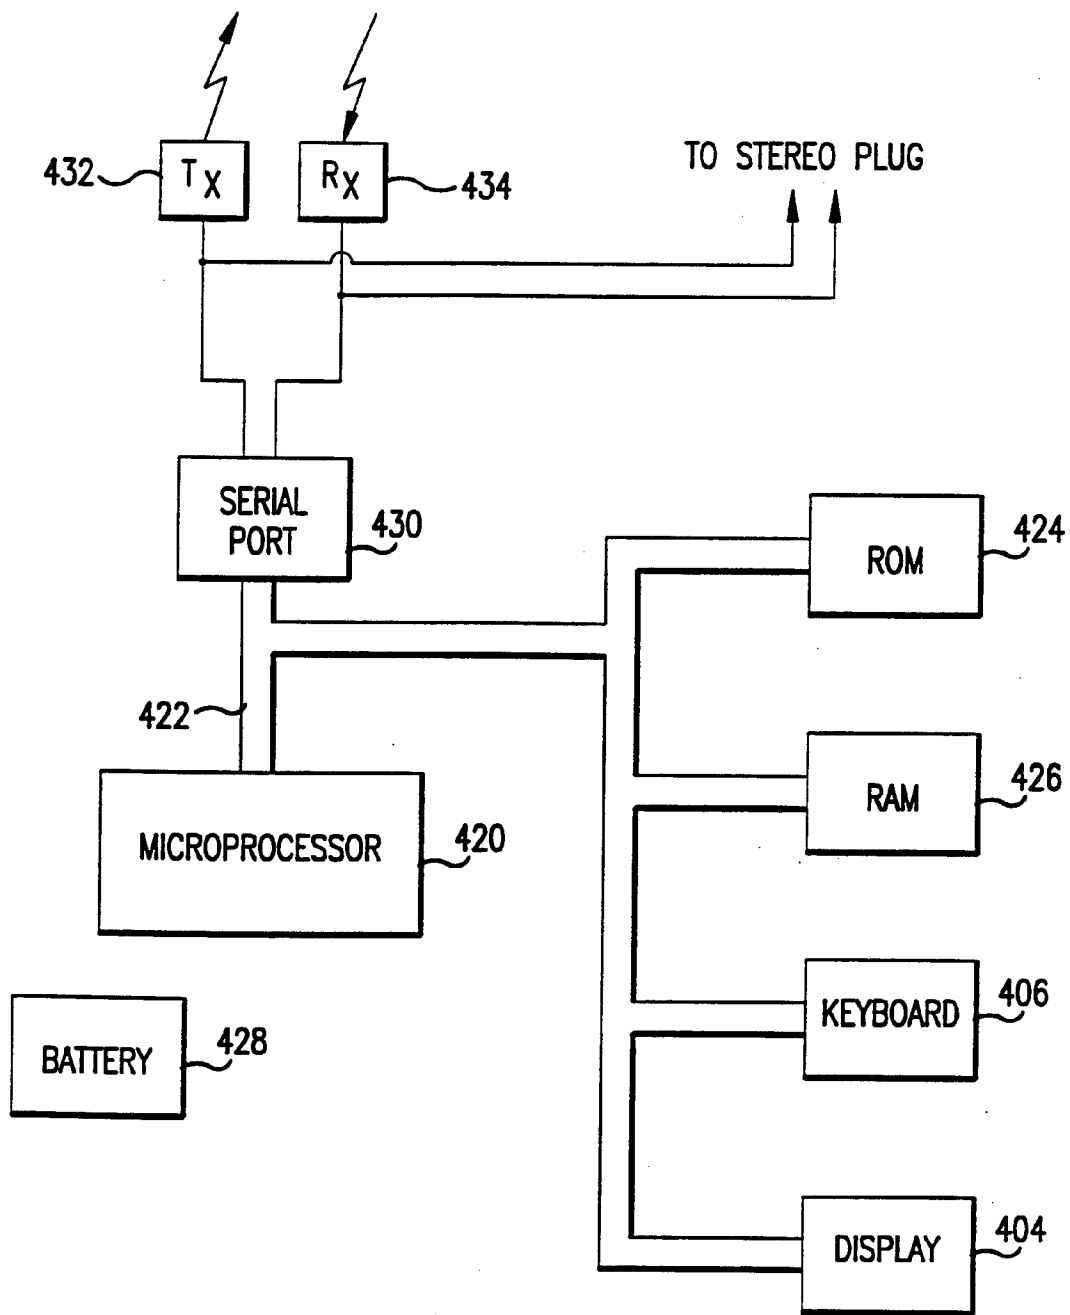 432
TX
RX
434
TO STEREO PLUG
SERIAL
PORT
430
ROM
424
422
MICROPROCESSOR
420
RAM
426
BATTERY
428
KEYBOARD
406
DISPLAY
404